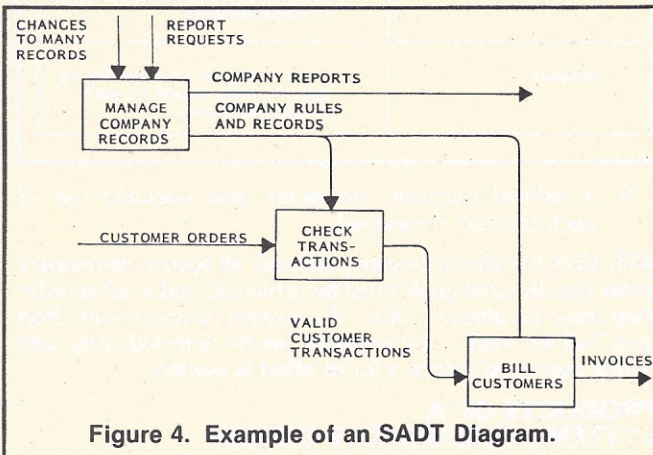 CHANGES
TO MANY
RECORDS
REPORT
REQUESTS
MANAGE
COMPANY
RECORDS
COMPANY REPORTS
COMPANY RULES
AND RECORDS
CUSTOMER ORDERS
CHECK
TRANS-
ACTIONS
VALID
CUSTOMER
TRANSACTIONS
BILL
CUSTOMERS
INVOICES
Figure 4. Example of an SADT Diagram.